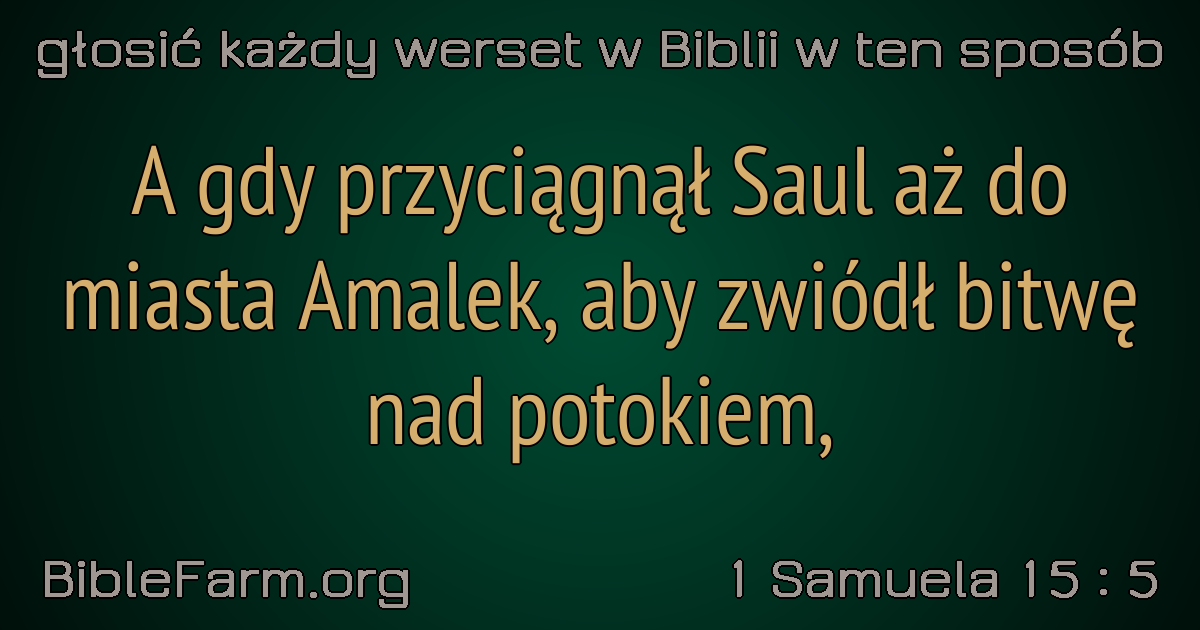 głosić każdy werset w Biblii w ten sposób
A gdy przyciągnął Saul aż do
miasta Amalek, aby zwiódł bitwę
nad potokiem,
BibleFarm.org
1 Samuela 15 : 5